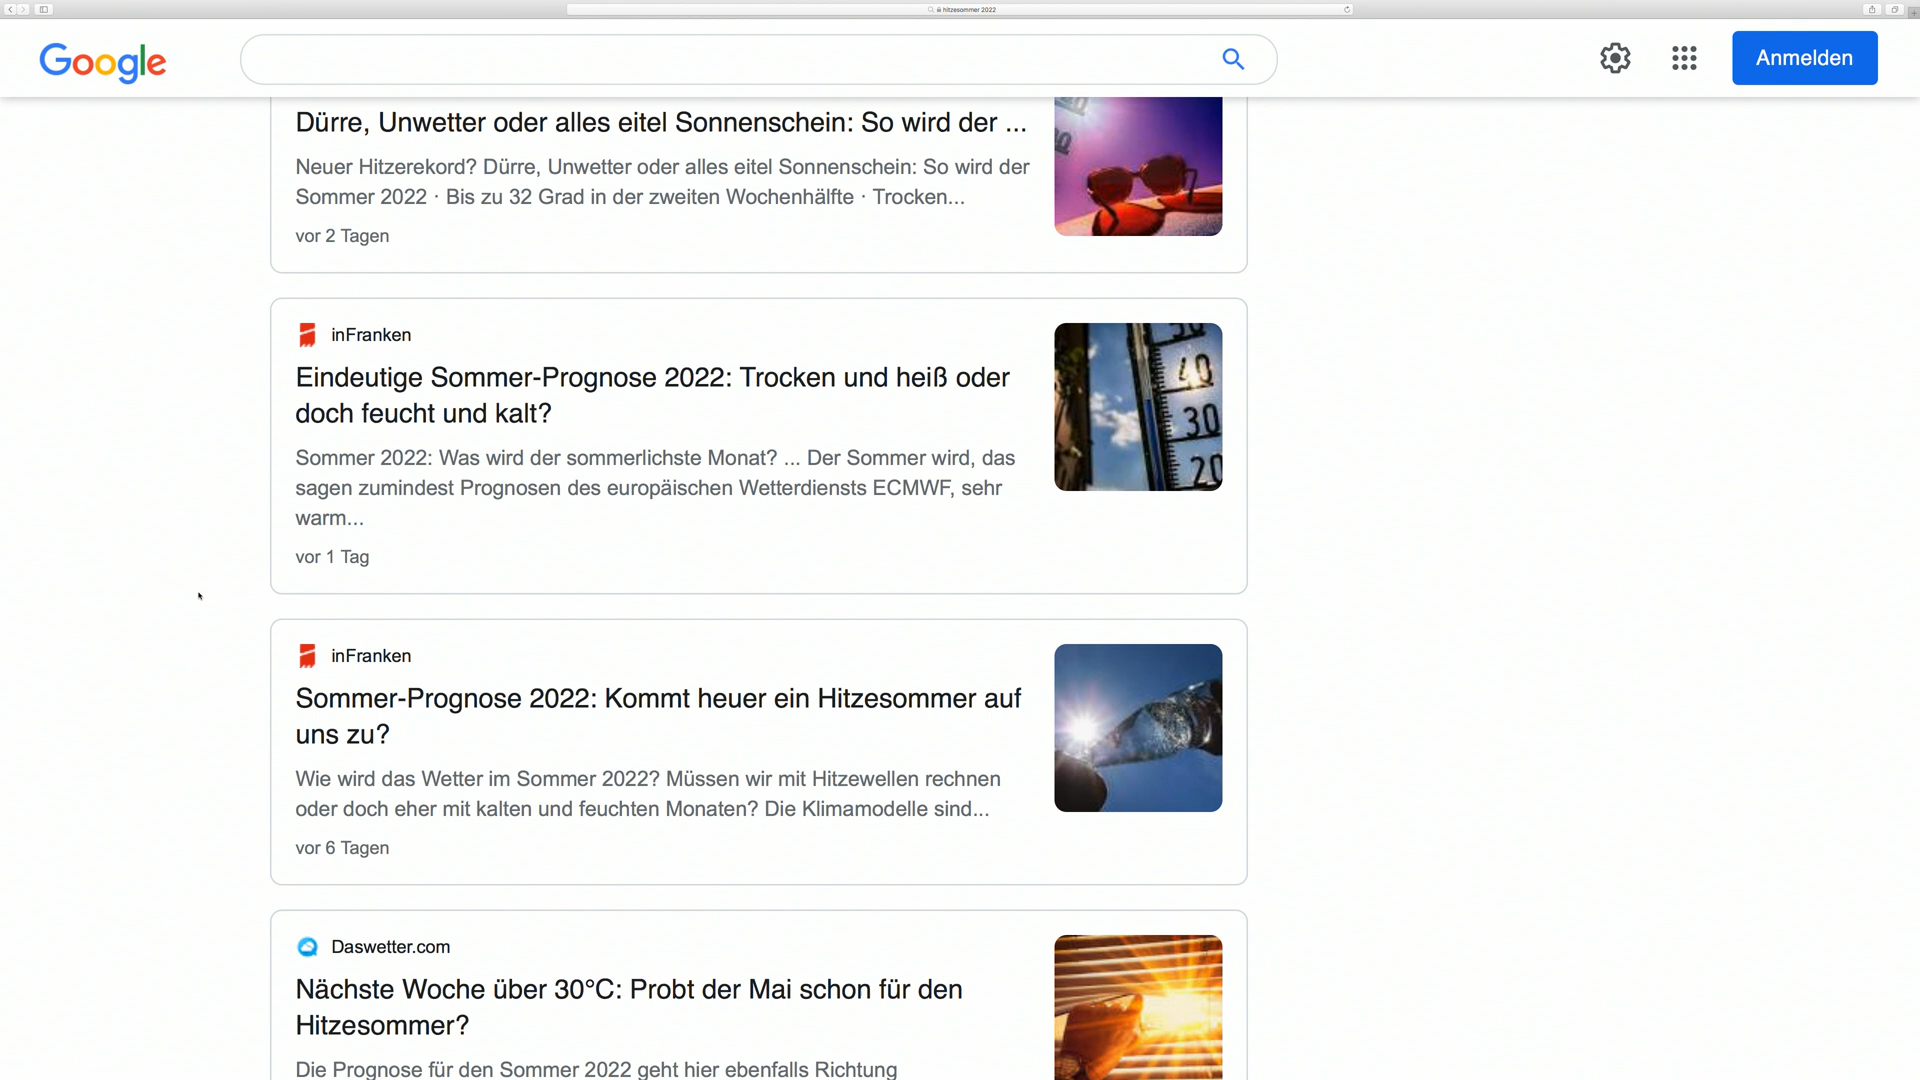 hitzesommer 2022
Google
Anmelden
Dürre, Unwetter oder alles eitel Sonnenschein: So wird der ...
Neuer Hitzerekord? Dürre, Unwetter oder alles eitel Sonnenschein: So wird der
Sommer 2022 · Bis zu 32 Grad in der zweiten Wochenhälfte · Trocken...
vor 2 Tagen
inFranken
Eindeutige Sommer-Prognose 2022: Trocken und heiß oder
doch feucht und kalt?
Sommer 2022: Was wird der sommerlichste Monat? ... Der Sommer wird, das
sagen zumindest Prognosen des europäischen Wetterdiensts ECMWF, sehr
warm...
vor 1 Tag
40
30
20
inFranken
Sommer-Prognose 2022: Kommt heuer ein Hitzesommer auf
uns zu?
Wie wird das Wetter im Sommer 2022? Müssen wir mit Hitzewellen rechnen
oder doch eher mit kalten und feuchten Monaten? Die Klimamodelle sind...
vor 6 Tagen
Daswetter.com
Nächste Woche über 30°C: Probt der Mai schon für den
Hitzesommer?
Die Prognose für den Sommer 2022 geht hier ebenfalls Richtung